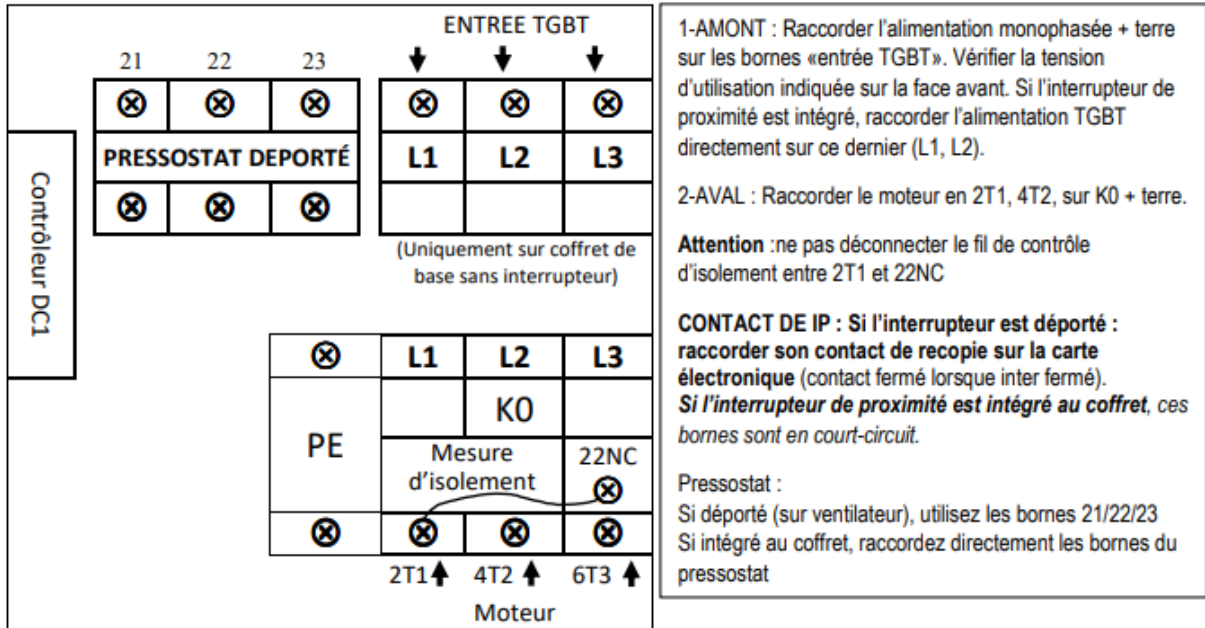 ENTREE TGBT
21 22 23
PRESSOSTAT DEPORTÉ L1 L2 L3
(Uniquement sur coffret de
base sans interrupteur)
Contrôleur DC1
L1 L2 L3
K0
PE
Mesure
d’isolement
22NC
2T1 4T2 6T3
Moteur
1-AMONT : Raccorder l’alimentation monophasée + terre
sur les bornes «entrée TGBT». Vérifier la tension
d’utilisation indiquée sur la face avant. Si l’interrupteur de
proximité est intégré, raccorder l’alimentation TGBT
directement sur ce dernier (L1, L2).
2-AVAL : Raccorder le moteur en 2T1, 4T2, sur K0 + terre.
Attention :ne pas déconnecter le fil de contrôle
d’isolement entre 2T1 et 22NC
CONTACT DE IP : Si l’interrupteur est déporté :
raccorder son contact de recopie sur la carte
électronique (contact fermé lorsque inter fermé).
Si l’interrupteur de proximité est intégré au coffret, ces
bornes sont en court-circuit.
Pressostat :
Si déporté (sur ventilateur), utilisez les bornes 21/22/23
Si intégré au coffret, raccordez directement les bornes du
pressostat